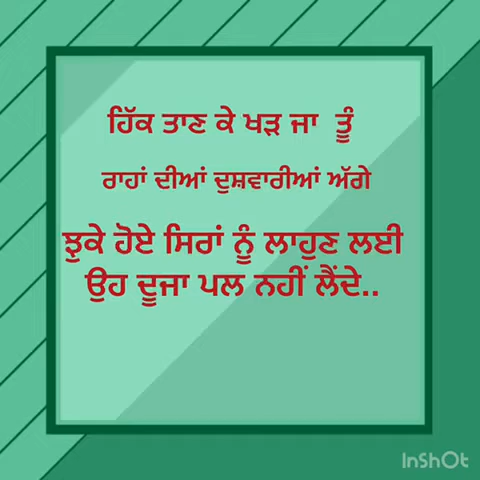 ਹਿੱਕ ਤਾਣ ਕੇ ਖੜ ਜਾ ਤੂੰ
ਰਾਹਾਂ ਦੀਆਂ ਦੁਸ਼ਵਾਰੀਆਂ ਅੱਗੇ
ਝੁਕੇ ਹੋਏ ਸਿਰਾਂ ਨੂੰ ਲਾਹੁਣ ਲਈ
ਉਹ ਦੂਜਾ ਪਲ ਨਹੀਂ ਲੈਂਦੇ..
InShOt